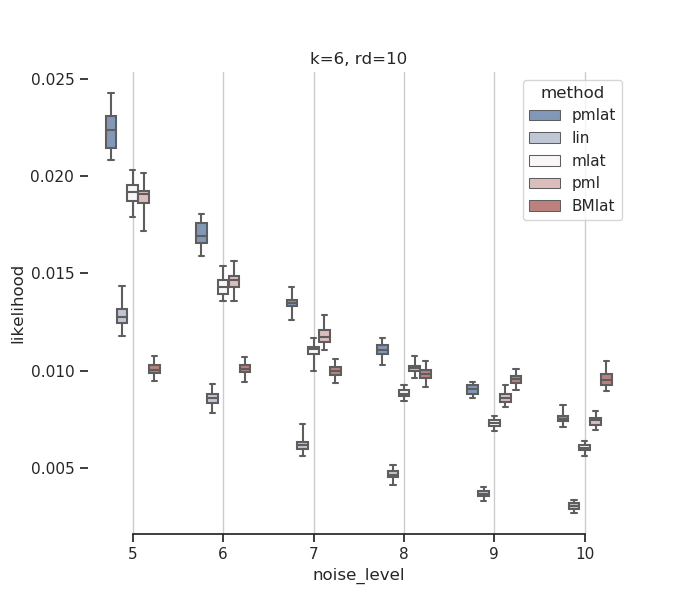 k=6, rd=10
0.025
0.020
0.015
0.010
0.005
likelihood
method
pmlat
lin
mlat
pml
BMlat
5 6 7 8 9 10
noise_level